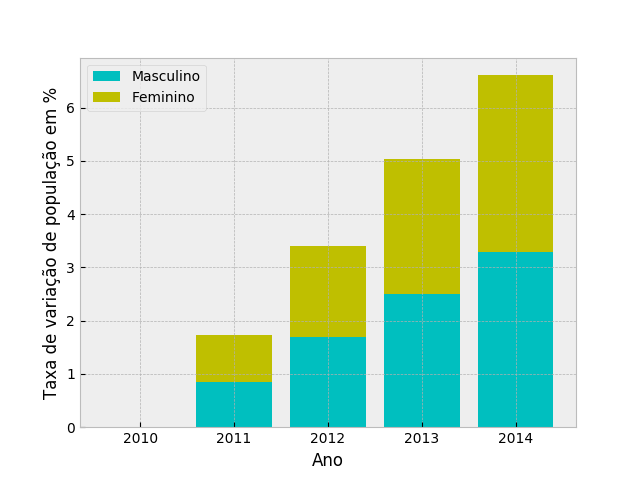 Masculino
Feminino
Taxa de variação de população em %
6
5
4
3
2
1
0
2010 2011 2012 2013 2014
Ano